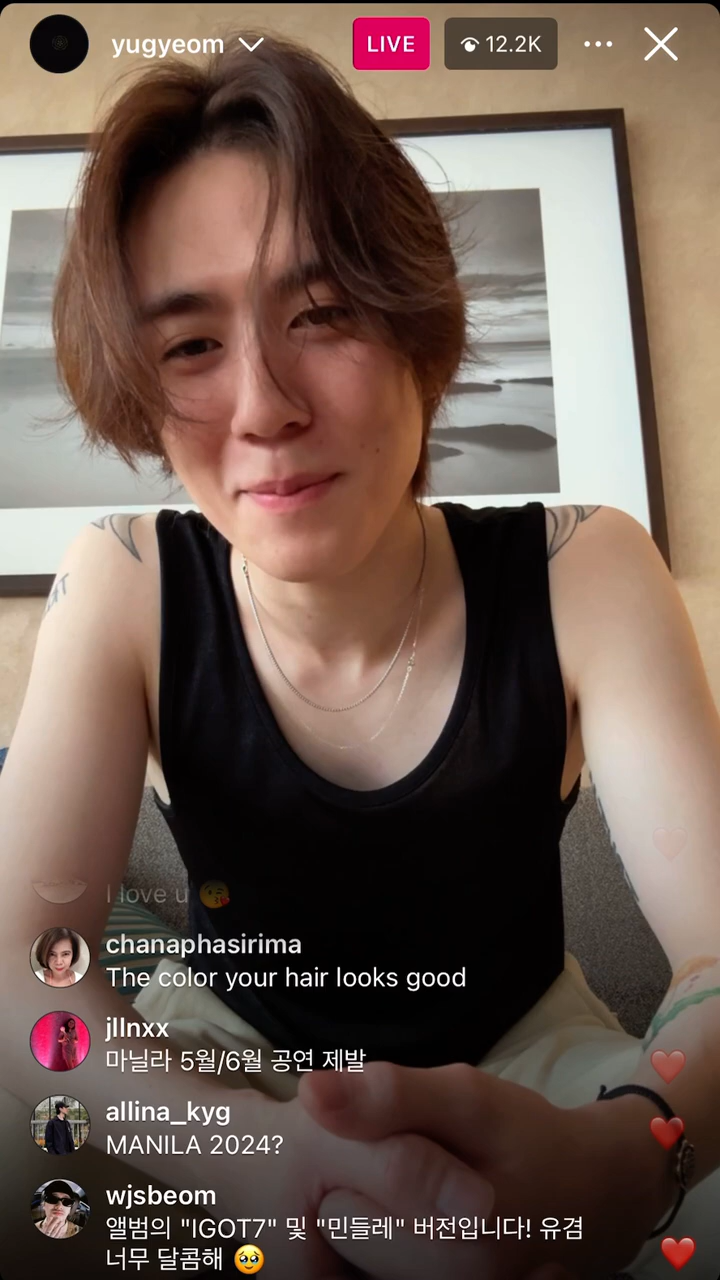 yugyeom
LIVE
12.2K
I love u 😘
chanaphasirima
The color your hair looks good
jllnxx
마닐라 5월/6월 공연 제발
allina_kyg
MANILA 2024?
wjsbeom
앨범의 "IGOT7" 및 "민들레" 버전입니다! 유겸
너무 달콤해 🥹